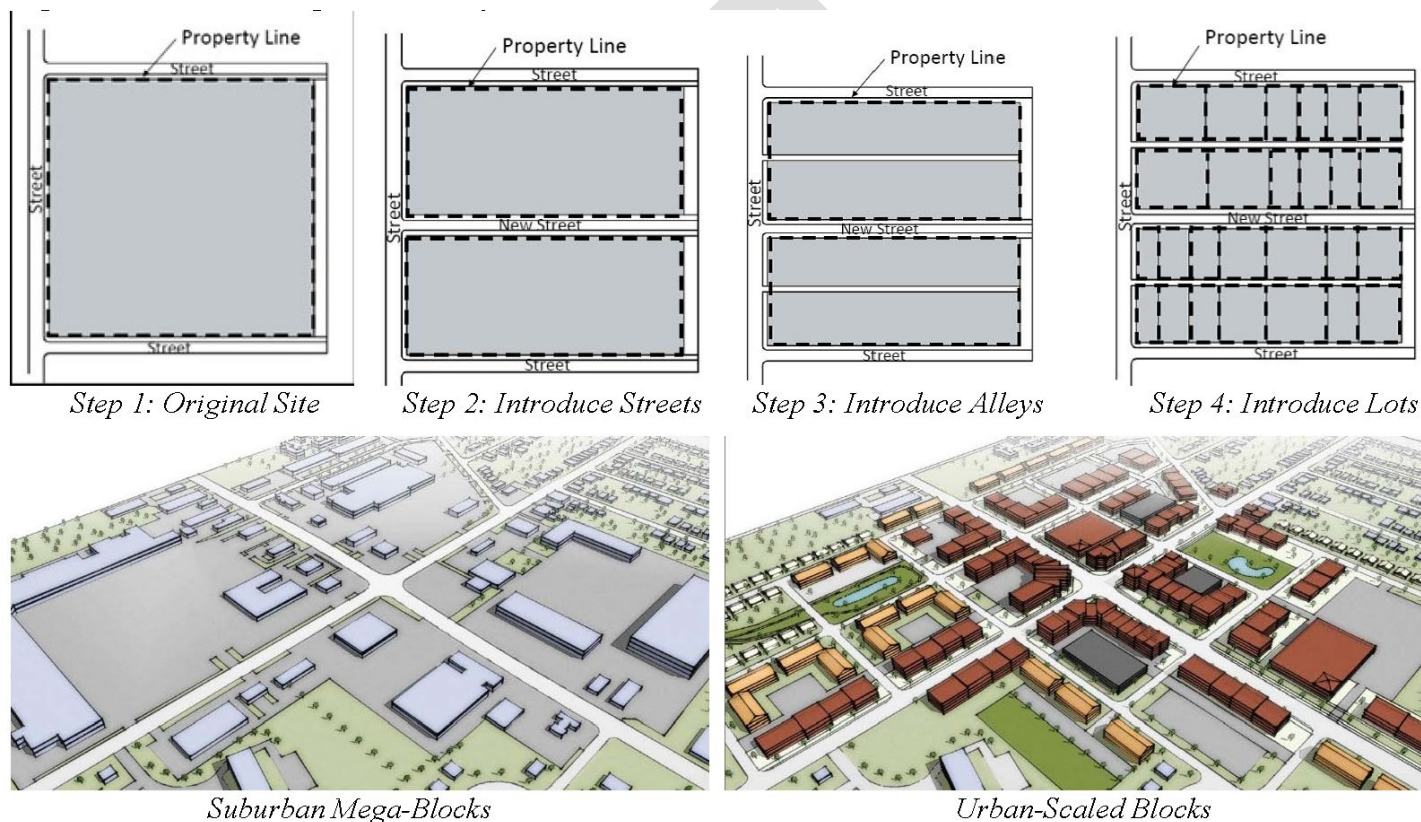 Property Line
Street
Street
Street
Step 1: Original Site
Property Line
Street
Street
New Street
Street
Step 2: Introduce Streets
Property Line
Street
Street
New Street
Street
Step 3: Introduce Alleys
Property Line
Street
Street
New Street
Street
Step 4: Introduce Lots
Suburban Mega-Blocks
Urban-Scaled Blocks